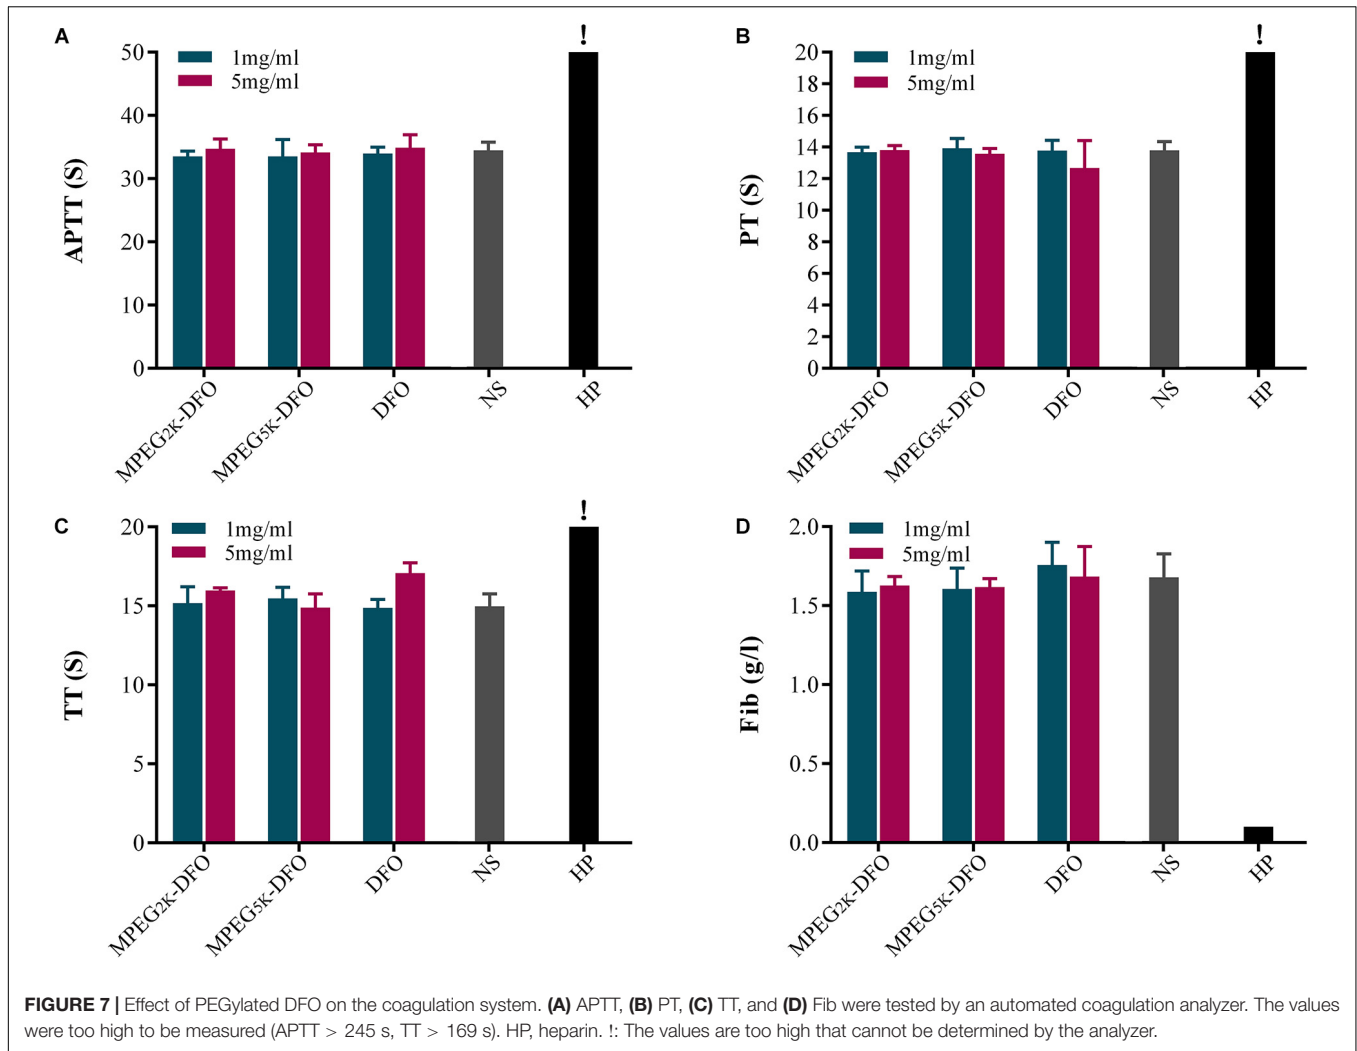 A
!
1mg/ml
5mg/ml
50
40
30
20
10
0
APTT (S)
MPEG2K-DFO
MPEG5K-DFO
DFO
NS
HP
B
!
1mg/ml
5mg/ml
20
18
16
14
12
10
8
6
4
2
0
PT (S)
MPEG2K-DFO
MPEG5K-DFO
DFO
NS
HP
C
!
1mg/ml
5mg/ml
20
15
10
5
0
TT (S)
MPEG2K-DFO
MPEG5K-DFO
DFO
NS
HP
D
1mg/ml
5mg/ml
2.0
1.5
1.0
0.5
0.0
Fib (g/l)
MPEG2K-DFO
MPEG5K-DFO
DFO
NS
HP
FIGURE 7 | Effect of PEGylated DFO on the coagulation system. (A) APTT, (B) PT, (C) TT, and (D) Fib were tested by an automated coagulation analyzer. The values
were too high to be measured (APTT > 245 s, TT > 169 s). HP, heparin. !: The values are too high that cannot be determined by the analyzer.